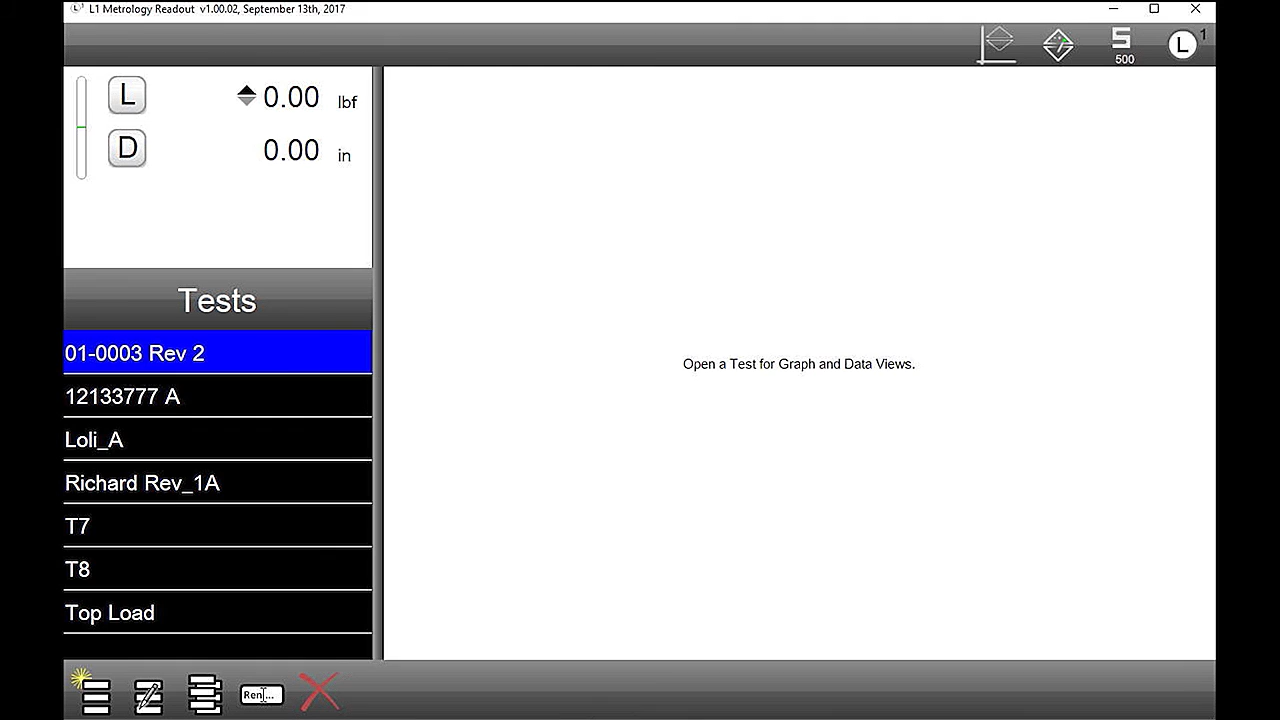 L1 Metrology Readout v1.00.02, September 13th, 2017
S
500
L 1
L 0.00 lbf
D 0.00 in
Tests
01-0003 Rev 2
12133777 A
Loli_A
Richard Rev_1A
T7
T8
Top Load
Open a Test for Graph and Data Views.
Ren...